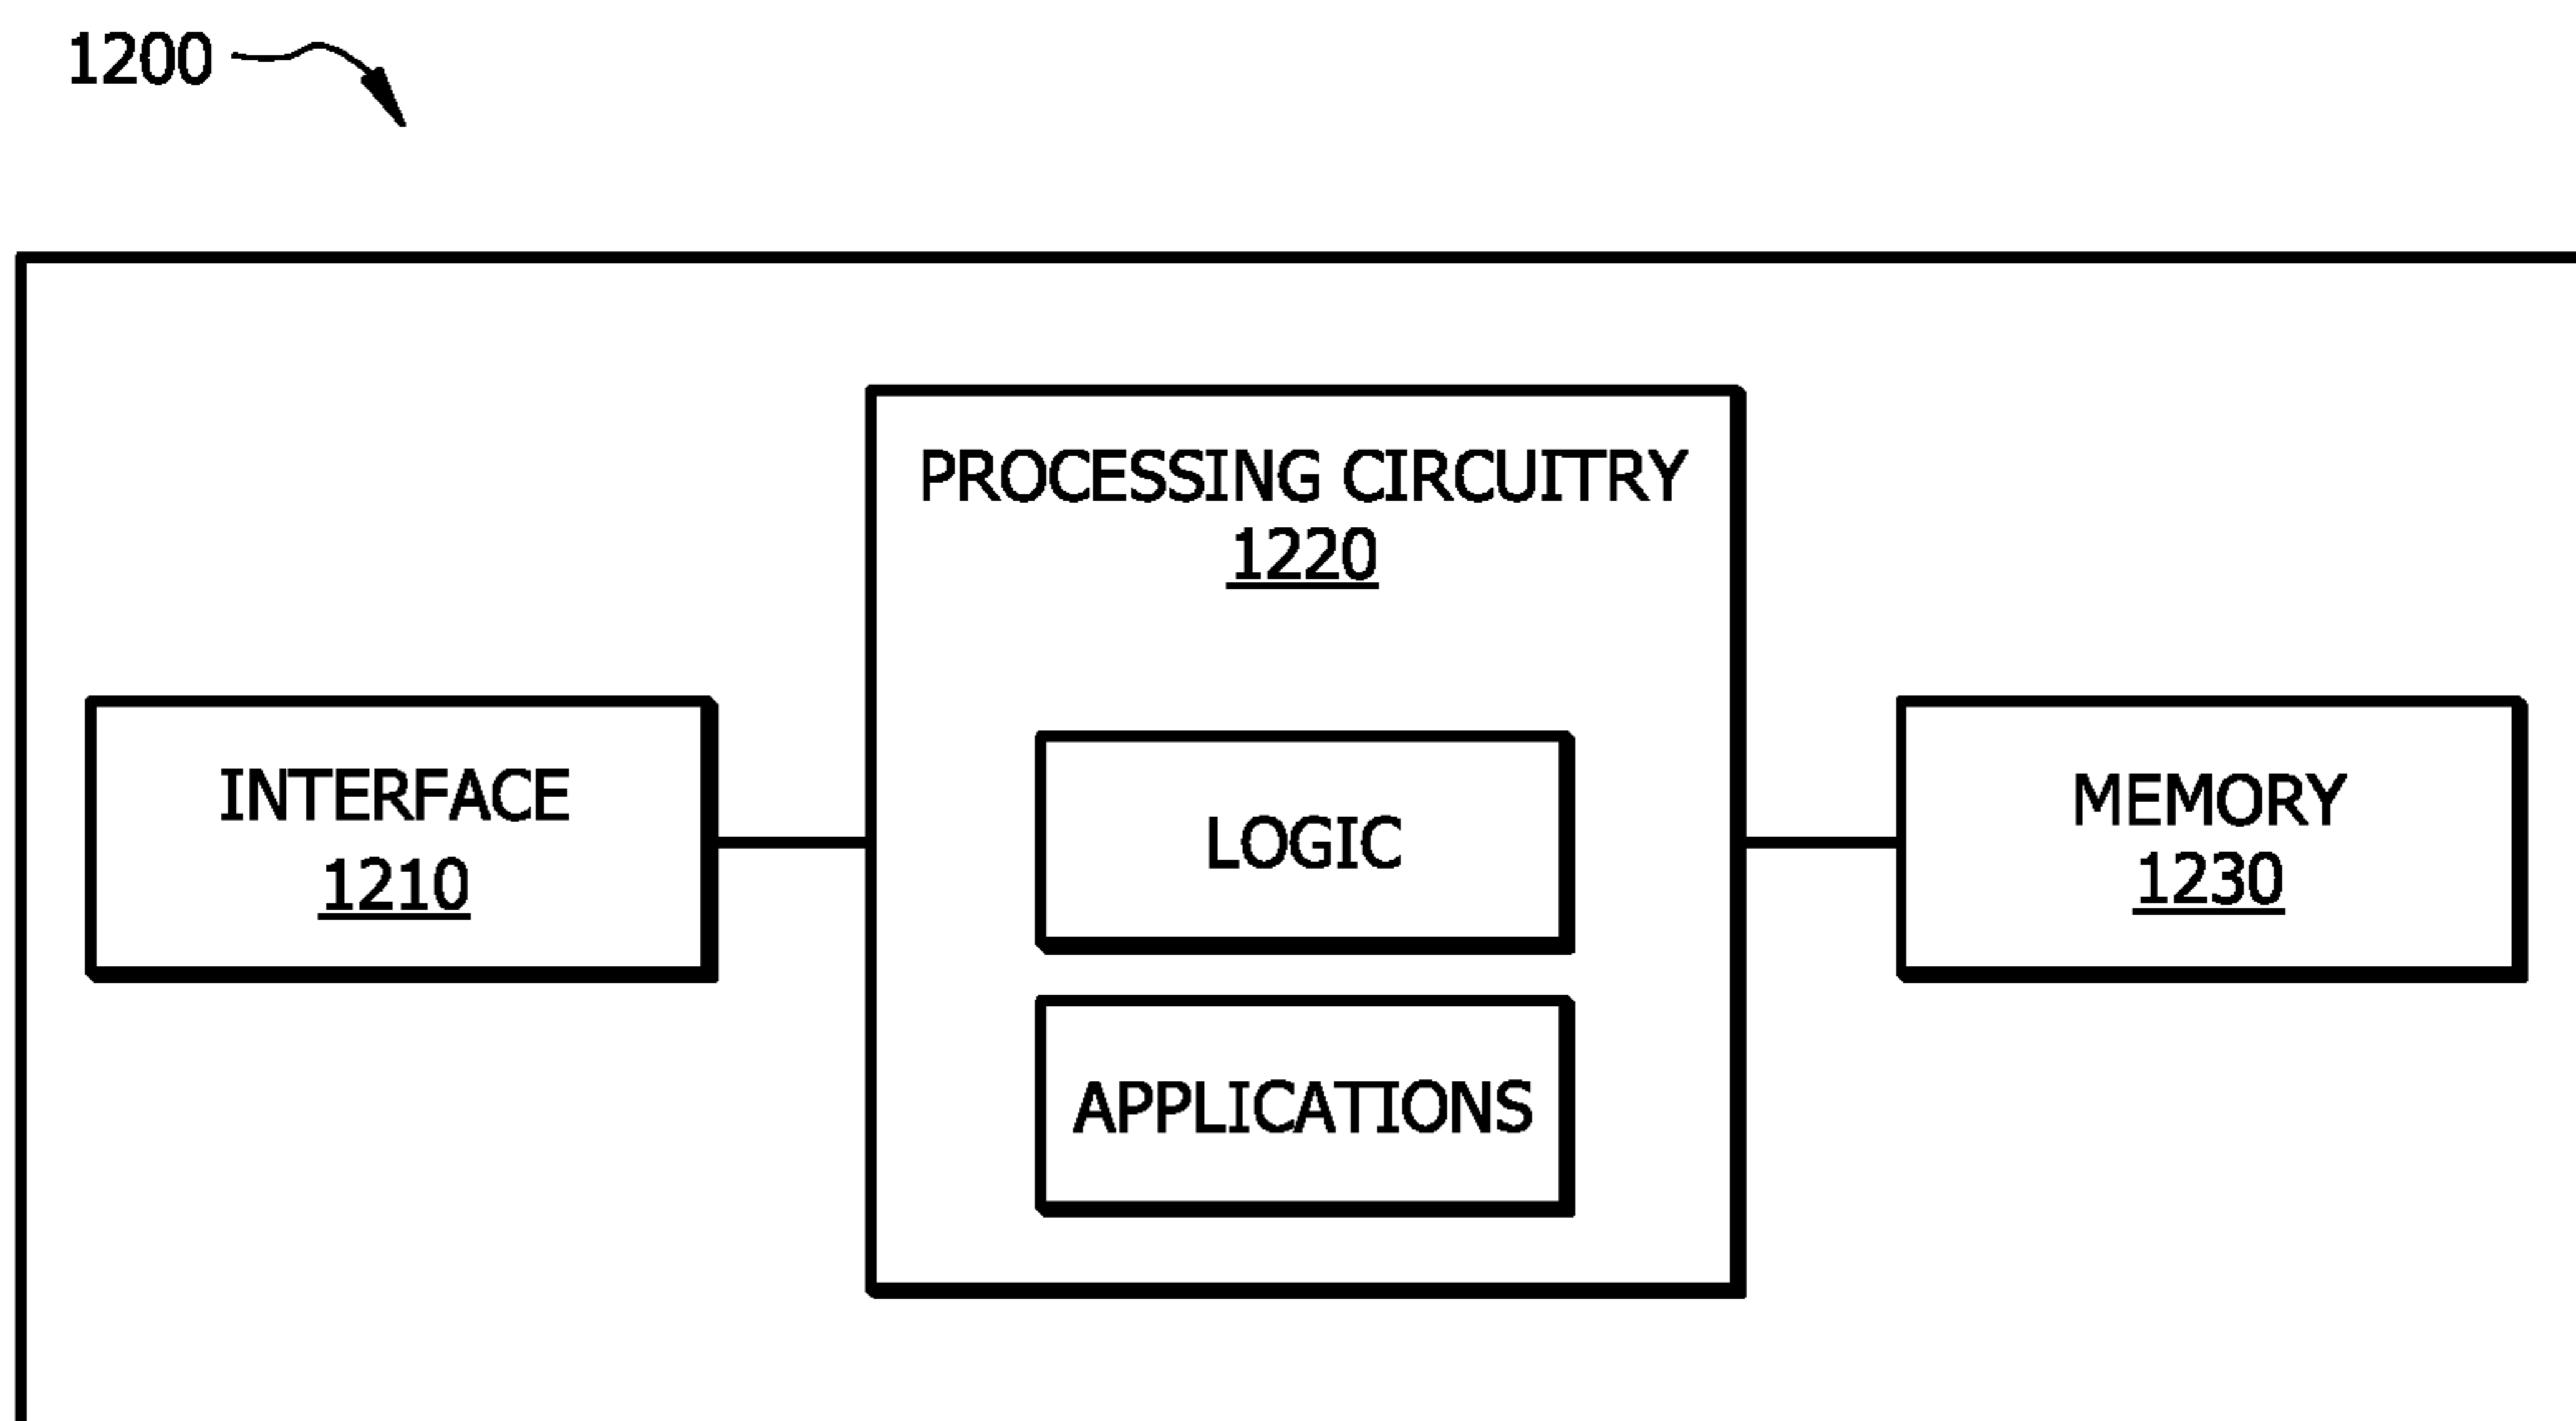 1200
PROCESSING CIRCUITRY
1220
INTERFACE
1210
LOGIC
APPLICATIONS
MEMORY
1230